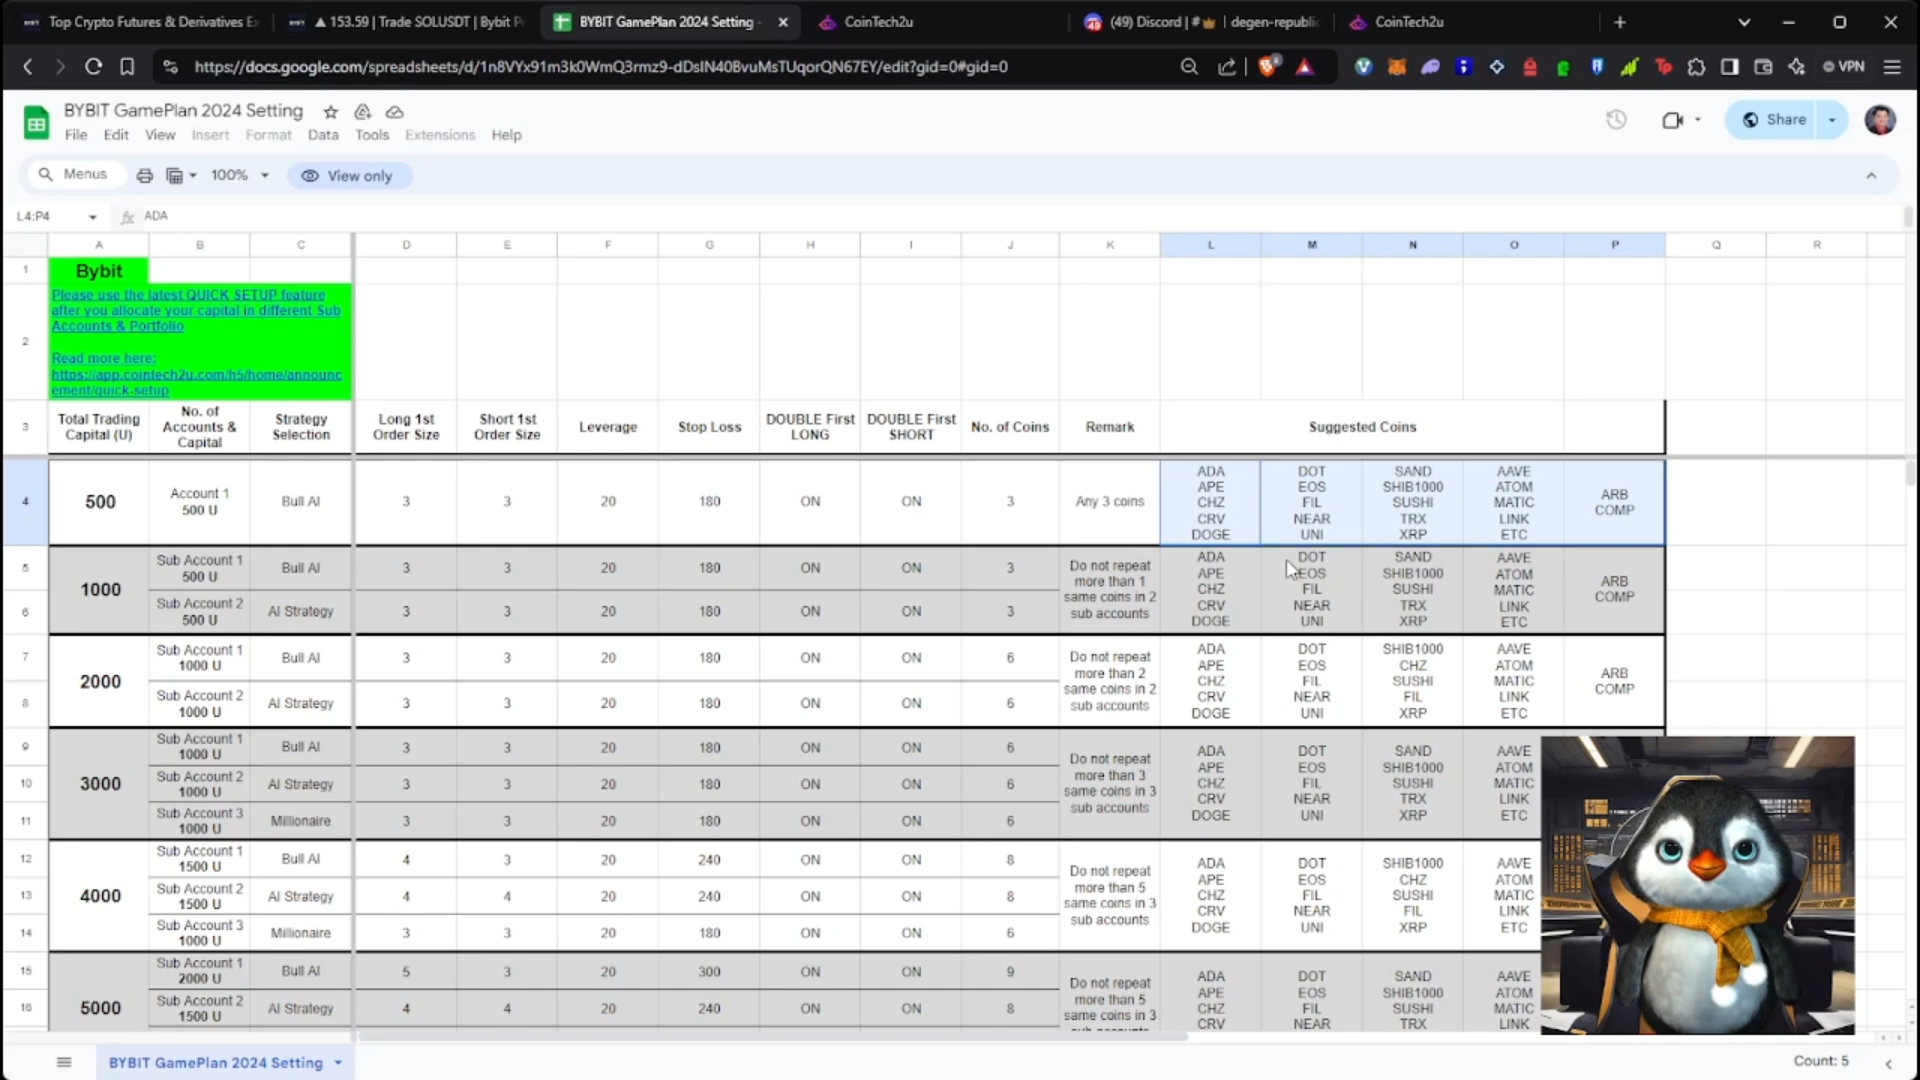 Top Crypto Futures & Derivatives Ex
▲ 153.59 | Trade SOLUSDT | Bybit P
BYBIT GamePlan 2024 Setting -
CoinTech2u
(49) Discord | #👑 | degen-republic
CoinTech2u
https://docs.google.com/spreadsheets/d/1n8VYx91m3k0WmQ3rmz9-dDsIN40BvuMsTUqorQN67EY/edit?gid=0#gid=0
VPN
BYBIT GamePlan 2024 Setting
File Edit View Insert Format Data Tools Extensions Help
Share
Menus
100%
View only
L4:P4
fx ADA
A B C D E F G H I J K L M N O P Q R
1
Bybit
2
Please use the latest QUICK SETUP feature
after you allocate your capital in different Sub
Accounts & Portfolio
Read more here:
https://app.cointech2u.com/h5/home/announc
ement/quick-setup
3
Total Trading
Capital (U)
No. of
Accounts &
Capital
Strategy
Selection
Long 1st
Order Size
Short 1st
Order Size
Leverage
Stop Loss
DOUBLE First
LONG
DOUBLE First
SHORT
No. of Coins
Remark
Suggested Coins
4
500
Account 1
500 U
Bull AI
3
3
20
180
ON
ON
3
Any 3 coins
ADA
APE
CHZ
CRV
DOGE
DOT
EOS
FIL
NEAR
UNI
SAND
SHIB1000
SUSHI
TRX
XRP
AAVE
ATOM
MATIC
LINK
ETC
ARB
COMP
5
1000
Sub Account 1
500 U
Bull AI
3
3
20
180
ON
ON
3
6
Sub Account 2
500 U
AI Strategy
3
3
20
180
ON
ON
3
Do not repeat
more than 1
same coins in 2
sub accounts
ADA
APE
CHZ
CRV
DOGE
DOT
EOS
FIL
NEAR
UNI
SAND
SHIB1000
SUSHI
TRX
XRP
AAVE
ATOM
MATIC
LINK
ETC
ARB
COMP
7
2000
Sub Account 1
1000 U
Bull AI
3
3
20
180
ON
ON
6
8
Sub Account 2
1000 U
AI Strategy
3
3
20
180
ON
ON
6
Do not repeat
more than 2
same coins in 2
sub accounts
ADA
APE
CHZ
CRV
DOGE
DOT
EOS
FIL
NEAR
UNI
SHIB1000
CHZ
SUSHI
FIL
XRP
AAVE
ATOM
MATIC
LINK
ETC
ARB
COMP
9
3000
Sub Account 1
1000 U
Bull AI
3
3
20
180
ON
ON
6
10
Sub Account 2
1000 U
AI Strategy
3
3
20
180
ON
ON
6
11
Sub Account 3
1000 U
Millionaire
3
3
20
180
ON
ON
6
Do not repeat
more than 3
same coins in 3
sub accounts
ADA
APE
CHZ
CRV
DOGE
DOT
EOS
FIL
NEAR
UNI
SAND
SHIB1000
SUSHI
TRX
XRP
AAVE
ATOM
MATIC
LINK
ETC
12
4000
Sub Account 1
1500 U
Bull AI
4
3
20
240
ON
ON
8
13
Sub Account 2
1500 U
AI Strategy
4
4
20
240
ON
ON
8
14
Sub Account 3
1000 U
Millionaire
3
3
20
180
ON
ON
6
Do not repeat
more than 5
same coins in 3
sub accounts
ADA
APE
CHZ
CRV
DOGE
DOT
EOS
FIL
NEAR
UNI
SHIB1000
CHZ
SUSHI
FIL
XRP
AAVE
ATOM
MATIC
LINK
ETC
15
5000
Sub Account 1
2000 U
Bull AI
5
3
20
300
ON
ON
9
16
Sub Account 2
1500 U
AI Strategy
4
4
20
240
ON
ON
8
Do not repeat
more than 5
same coins in 3
ADA
APE
CHZ
CRV
DOT
EOS
FIL
NEAR
SAND
SHIB1000
SUSHI
TRX
AAVE
ATOM
MATIC
LINK
BYBIT GamePlan 2024 Setting
Count: 5